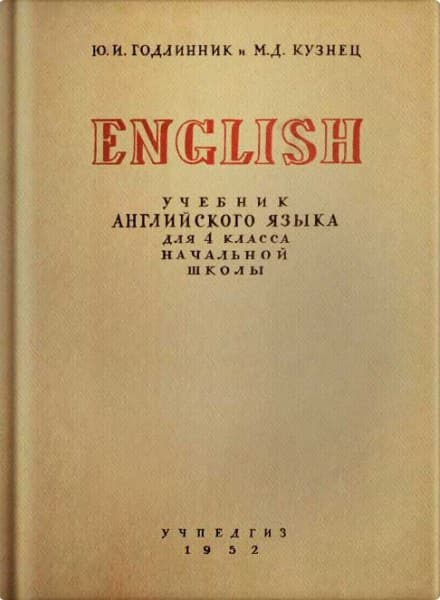 Ю. И. ГОДЛИННИК и М. Д. КУЗНЕЦ
ENGLISH
УЧЕБНИК
АНГЛИЙСКОГО ЯЗЫКА
ДЛЯ 4 КЛАССА
НАЧАЛЬНОЙ
ШКОЛЫ
УЧПЕДГИЗ
1952